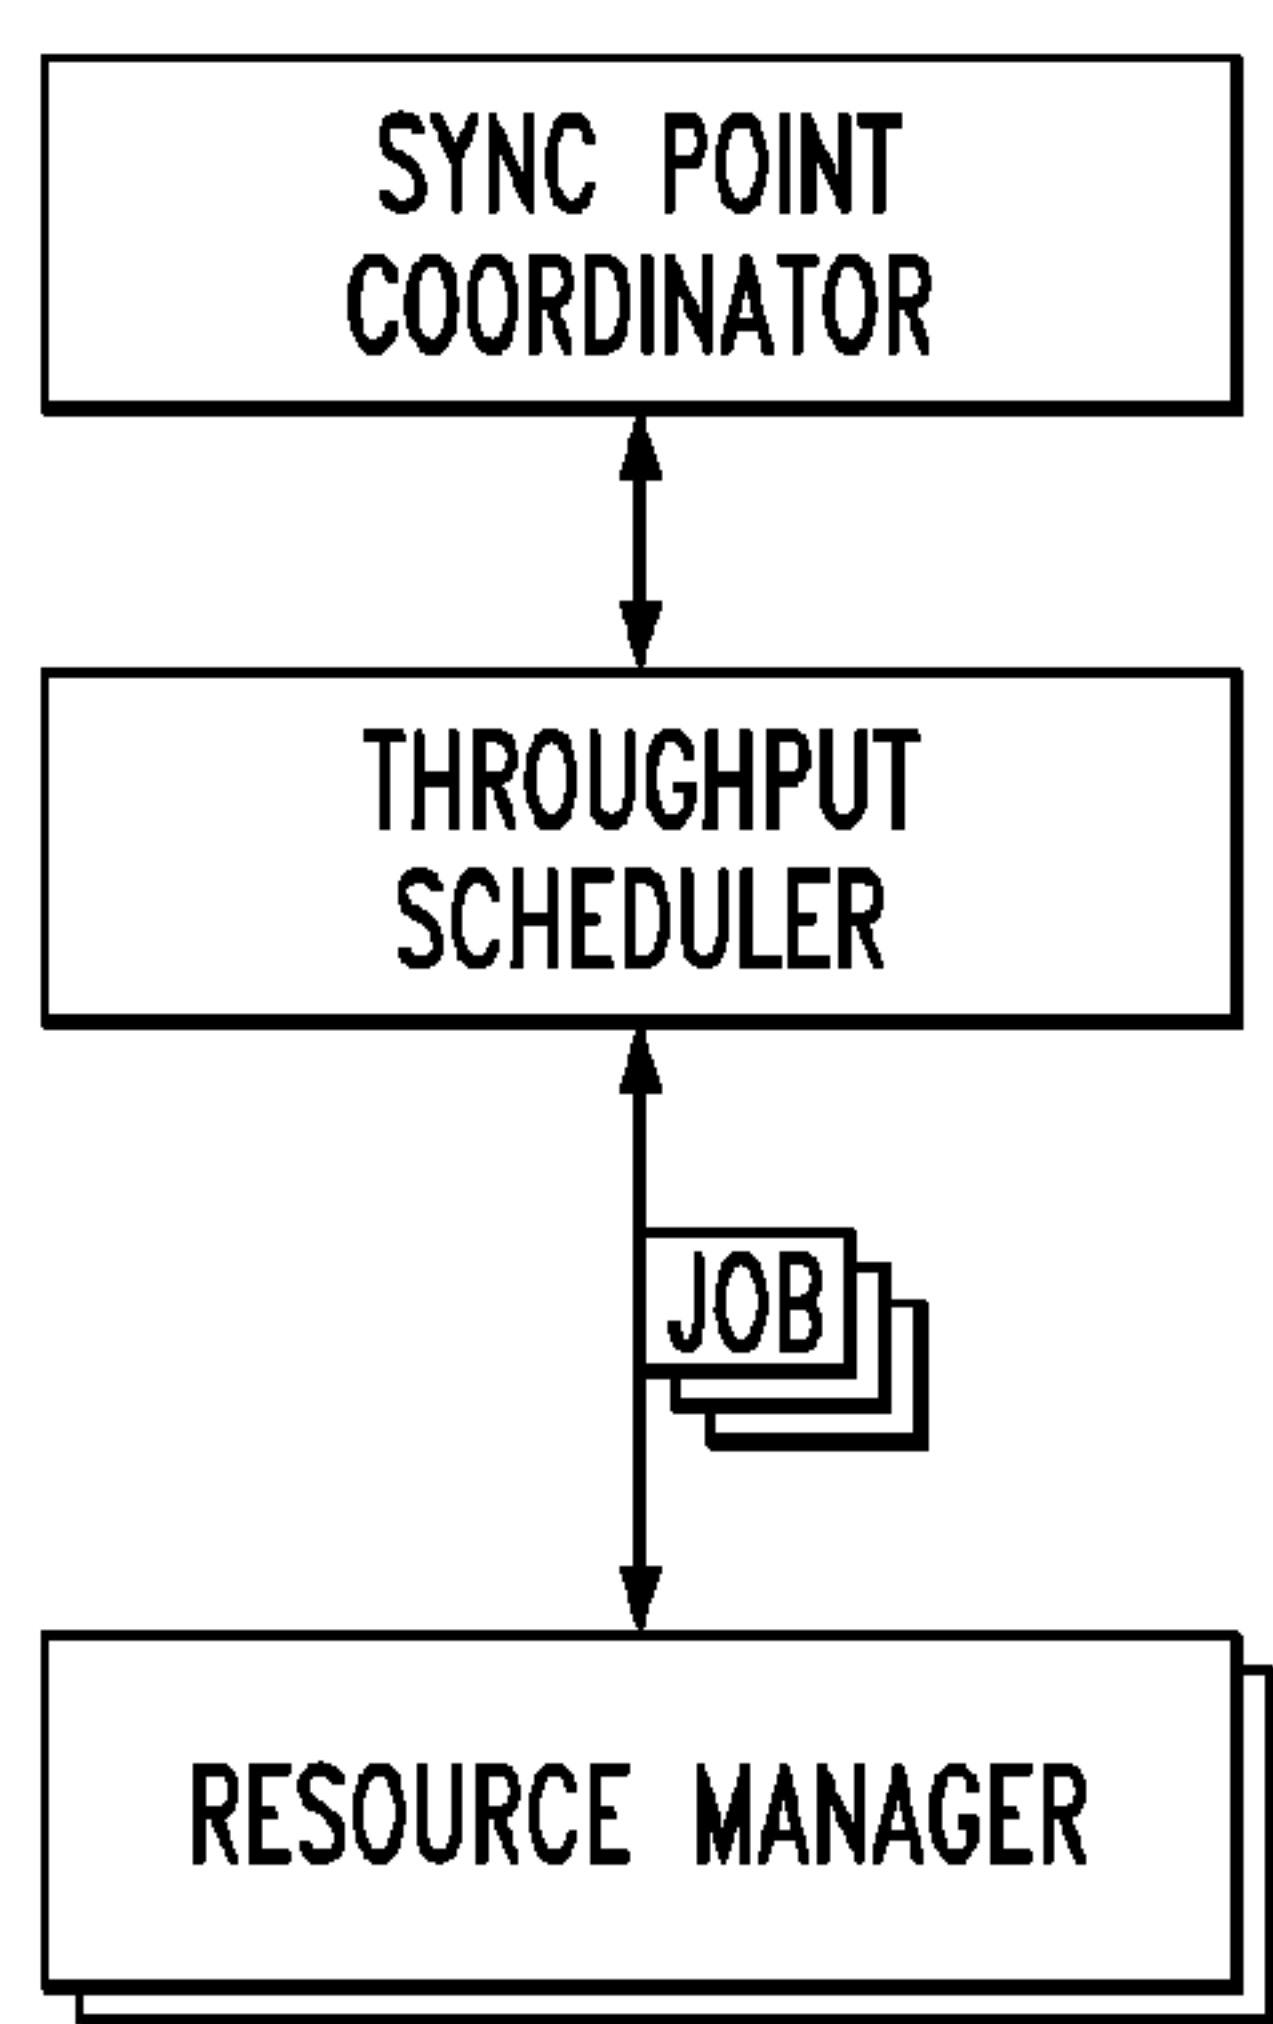 SYNC POINT
COORDINATOR
THROUGHPUT
SCHEDULER
JOB
RESOURCE MANAGER